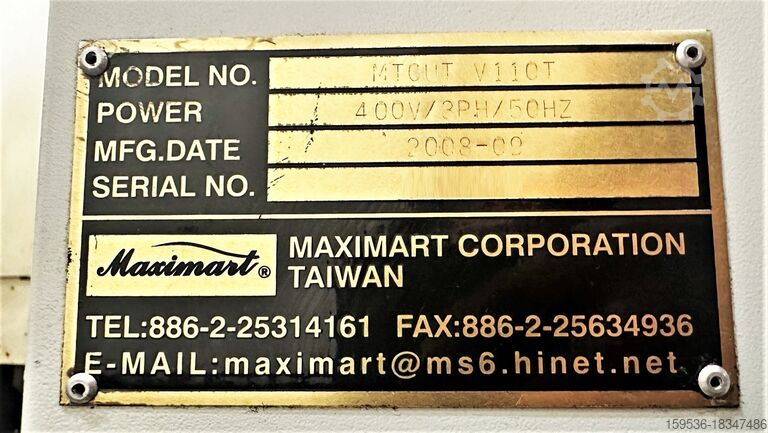 MODEL NO. MTCUT V110T
POWER 400V/3PH/50HZ
MFG.DATE 2008-09
SERIAL NO.
Maximart ®
MAXIMART CORPORATION
TAIWAN
TEL:886-2-25314161 FAX:886-2-25634936
E-MAIL:maximart@ms6.hinet.net
159536-18347486